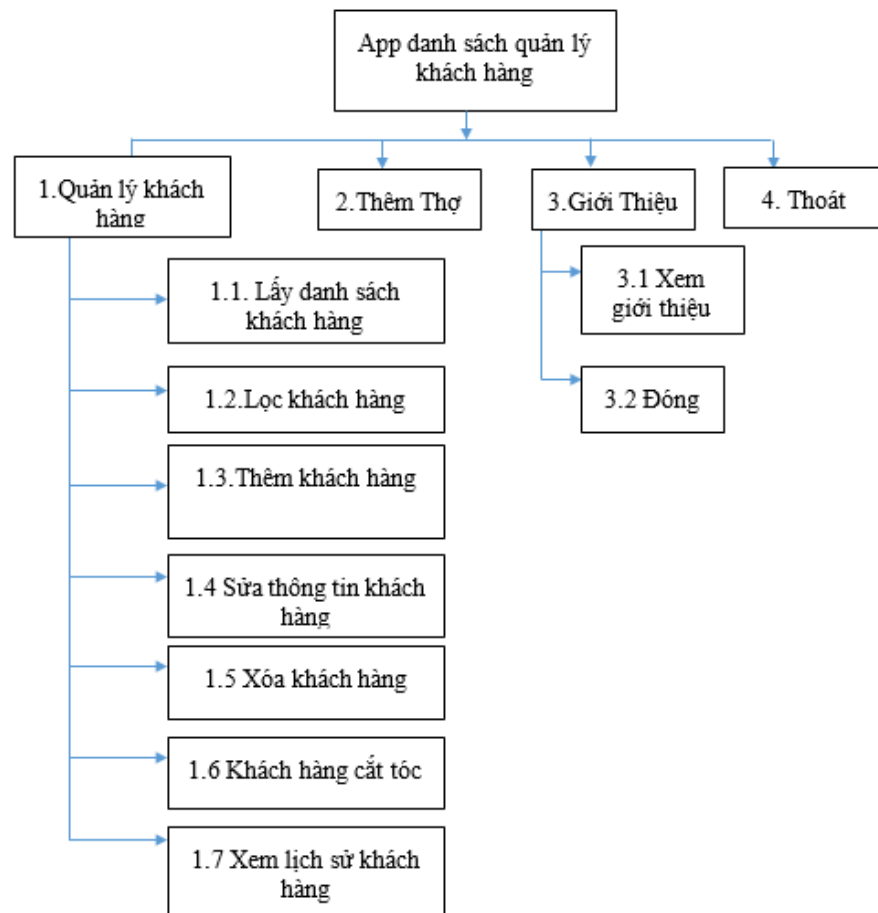 App danh sách quản lý
khách hàng
1.Quản lý khách
hàng
2.Thêm Thợ
3.Giới Thiệu
4. Thoát
1.1. Lấy danh sách
khách hàng
1.2.Lọc khách hàng
1.3.Thêm khách hàng
1.4 Sửa thông tin khách
hàng
1.5 Xóa khách hàng
1.6 Khách hàng cắt tóc
1.7 Xem lịch sử khách
hàng
3.1 Xem
giới thiệu
3.2 Đóng